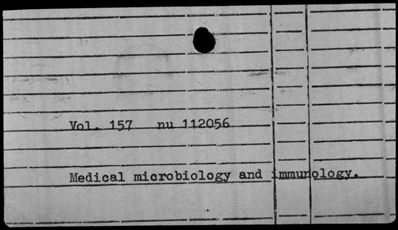 Vol. 157 nu 112056
Medical microbiology and immunology.